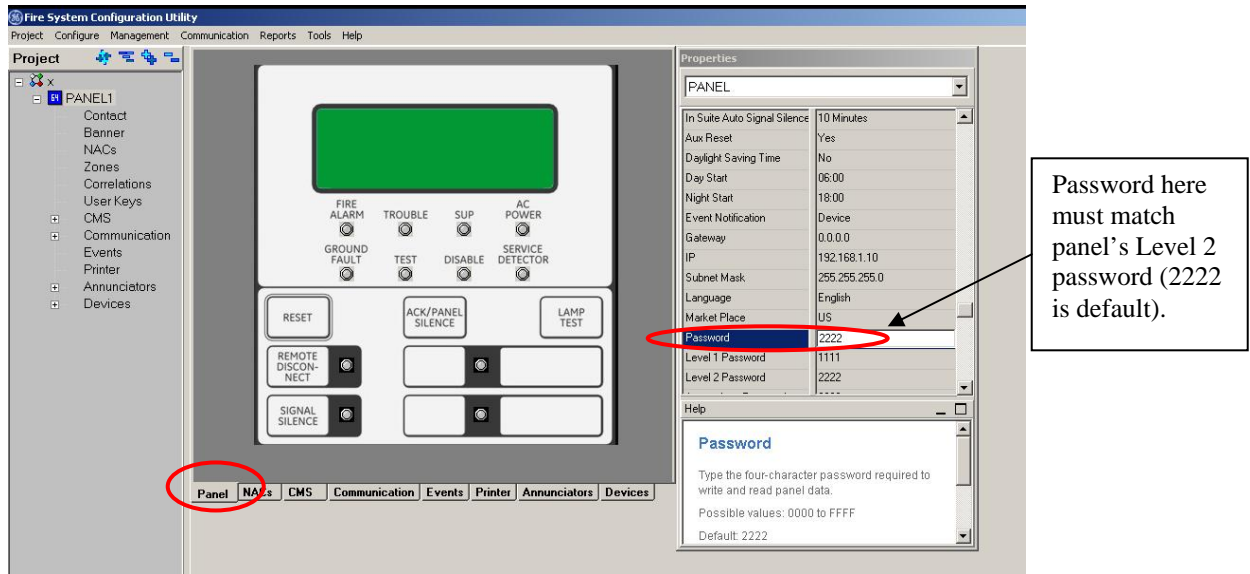 Fire System Configuration Utility
Project Configure Management Communication Reports Tools Help
Project
x
PANEL1
Contact
Banner
NACs
Zones
Correlations
User Keys
CMS
Communication
Events
Printer
Annunciators
Devices
FIRE ALARM
TROUBLE
SUP
AC POWER
GROUND FAULT
TEST
DISABLE
SERVICE DETECTOR
RESET
ACK/PANEL
SILENCE
LAMP
TEST
REMOTE
DISCON-
NECT
SIGNAL
SILENCE
Panel NACs CMS Communication Events Printer Annunciators Devices
Properties
PANEL
In Suite Auto Signal Silence 10 Minutes
Aux Reset Yes
Daylight Saving Time No
Day Start 06:00
Night Start 18:00
Event Notification Device
Gateway 0.0.0.0
IP 192.168.1.10
Subnet Mask 255.255.255.0
Language English
Market Place US
Password 2222
Level 1 Password 1111
Level 2 Password 2222
Help
Password
Type the four-character password required to
write and read panel data.
Possible values: 0000 to FFFF
Default: 2222
Password here
must match
panel's Level 2
password (2222
is default).